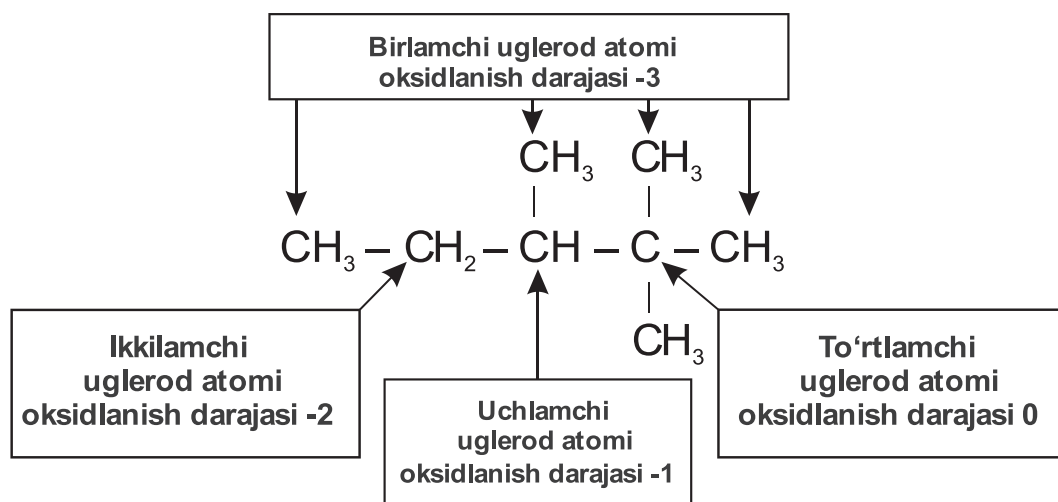 Birlamchi uglerod atomi
oksidlanish darajasi -3
CH₃ CH₃
CH₃ – CH₂ – CH – C – CH₃
CH₃
Ikkilamchi
uglerod atomi
oksidlanish darajasi -2
Uchlamchi
uglerod atomi
oksidlanish darajasi -1
To‘rtlamchi
uglerod atomi
oksidlanish darajasi 0